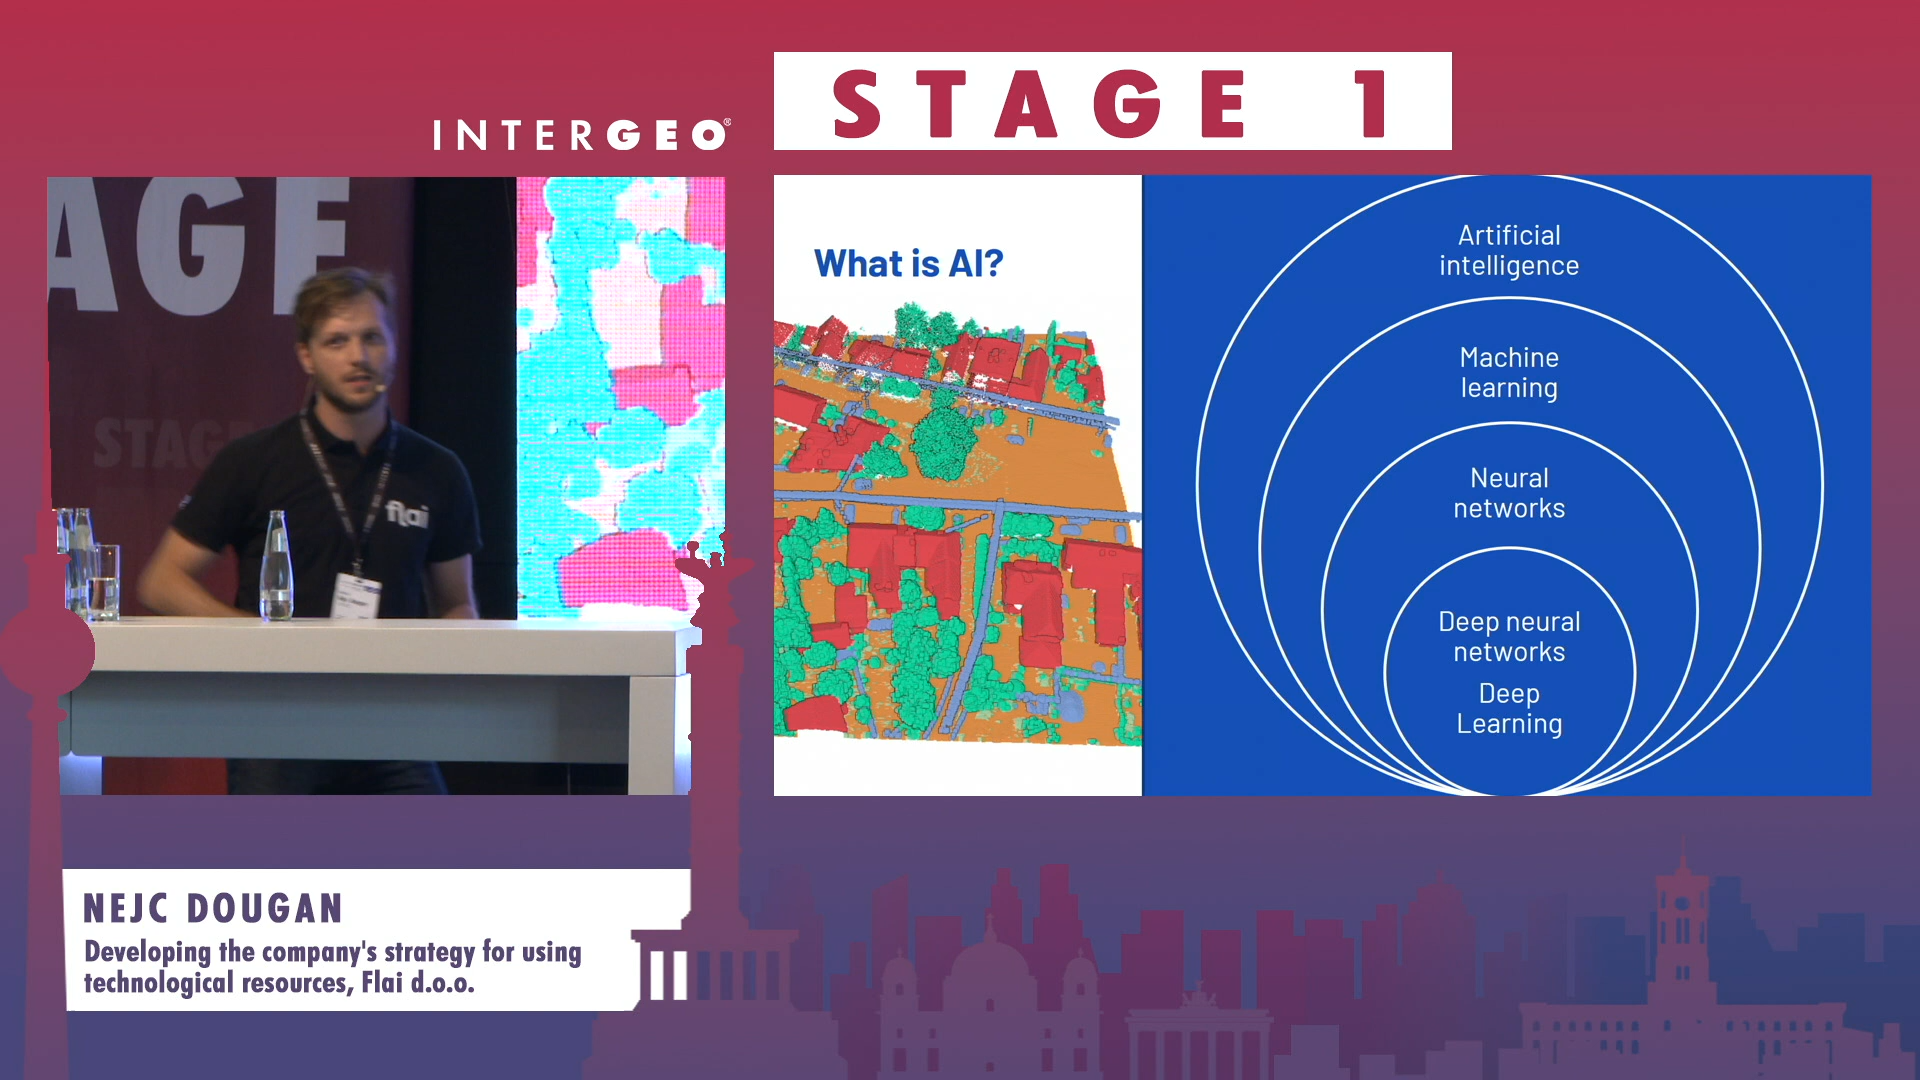 STAGE 1
INTERGEO®
AGE
STAGE
flai
What is AI?
Artificial
intelligence
Machine
learning
Neural
networks
Deep neural
networks
Deep
Learning
NEJC DOUGAN
Developing the company's strategy for using
technological resources, Flai d.o.o.